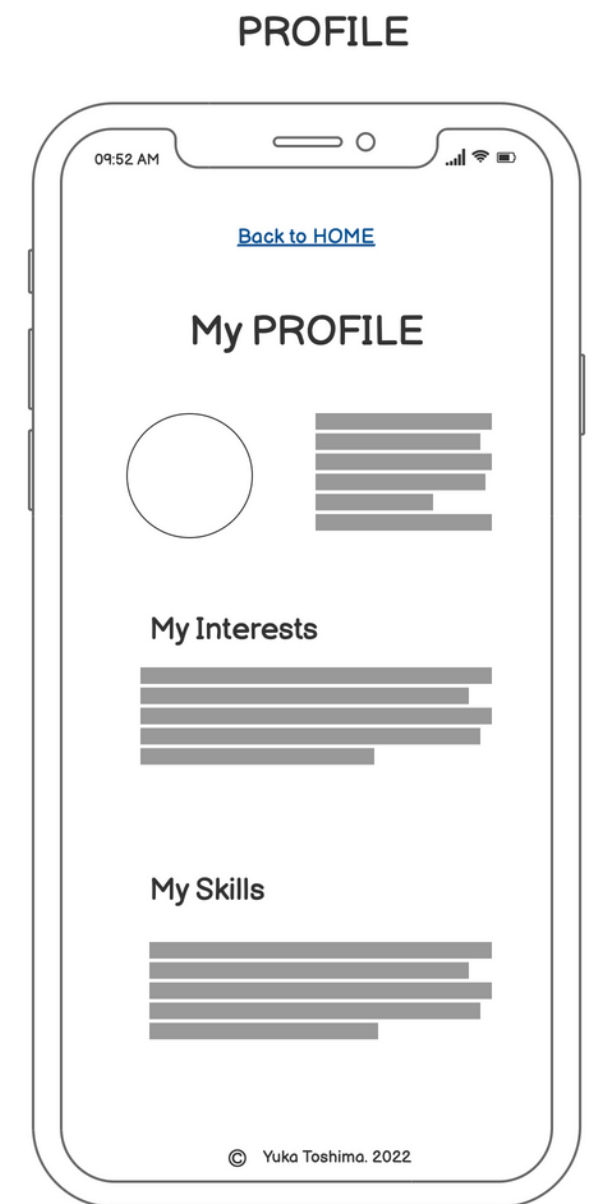 PROFILE
09:52 AM
Back to HOME
My PROFILE
My Interests
My Skills
© Yuka Toshima. 2022